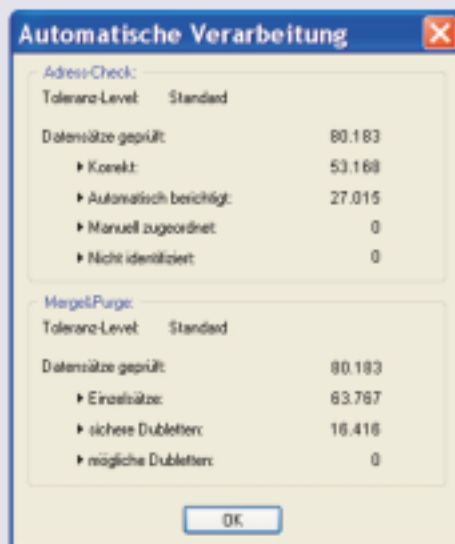 Automatische Verarbeitung
Adress-Check:
Toleranz-Level: Standard
Datensätze geprüft: 80.183
Korrekt: 53.168
Automatisch berichtigt: 27.015
Manuell zugeordnet: 0
Nicht identifiziert: 0
Merge&Purge:
Toleranz-Level: Standard
Datensätze geprüft: 80.183
Einzelsätze: 63.767
sichere Dubletten: 16.416
mögliche Dubletten: 0
OK